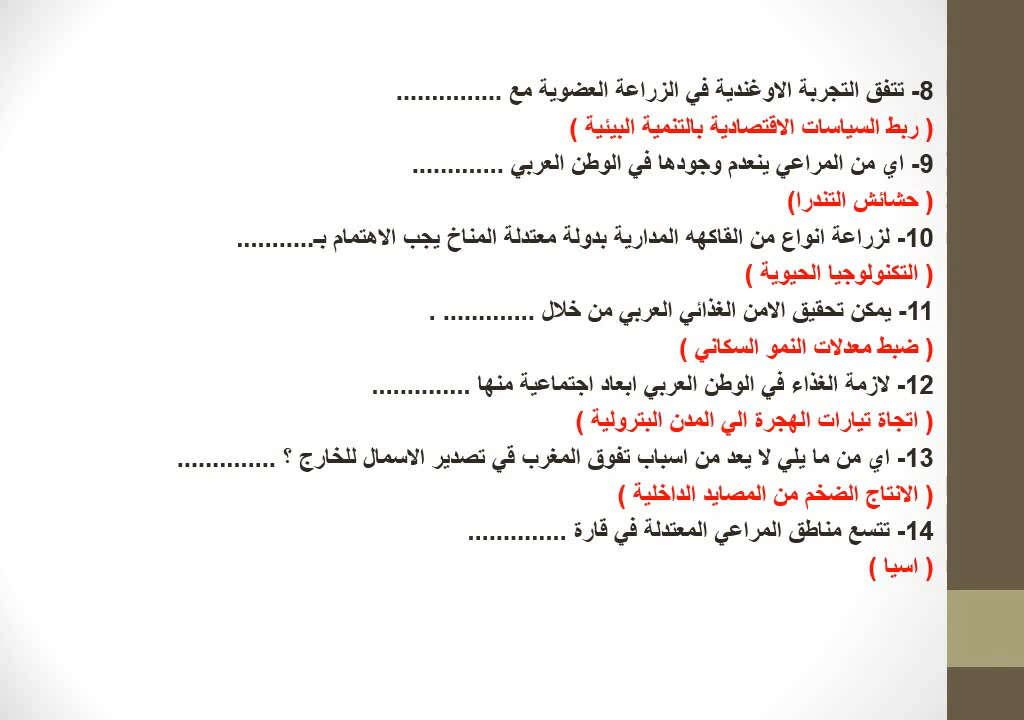 8- تتفق التجربة الاوغندية في الزراعة العضوية مع ...............
( ربط السياسات الاقتصادية بالتنمية البيئية )
9- اي من المراعي ينعدم وجودها في الوطن العربي .............
( حشائش التندرا)
10- لزراعة انواع من القاكهه المدارية بدولة معتدلة المناخ يجب الاهتمام بـ...........
( التكنولوجيا الحيوية )
11- يمكن تحقيق الامن الغذائي العربي من خلال ............. .
( ضبط معدلات النمو السكاني )
12- لازمة الغذاء في الوطن العربي ابعاد اجتماعية منها ..............
( اتجاة تيارات الهجرة الي المدن البترولية )
13- اي من ما يلي لا يعد من اسباب تفوق المغرب قي تصدير الاسمال للخارج ؟ ..............
( الانتاج الضخم من المصايد الداخلية )
14- تتسع مناطق المراعي المعتدلة في قارة ..............
( اسيا )